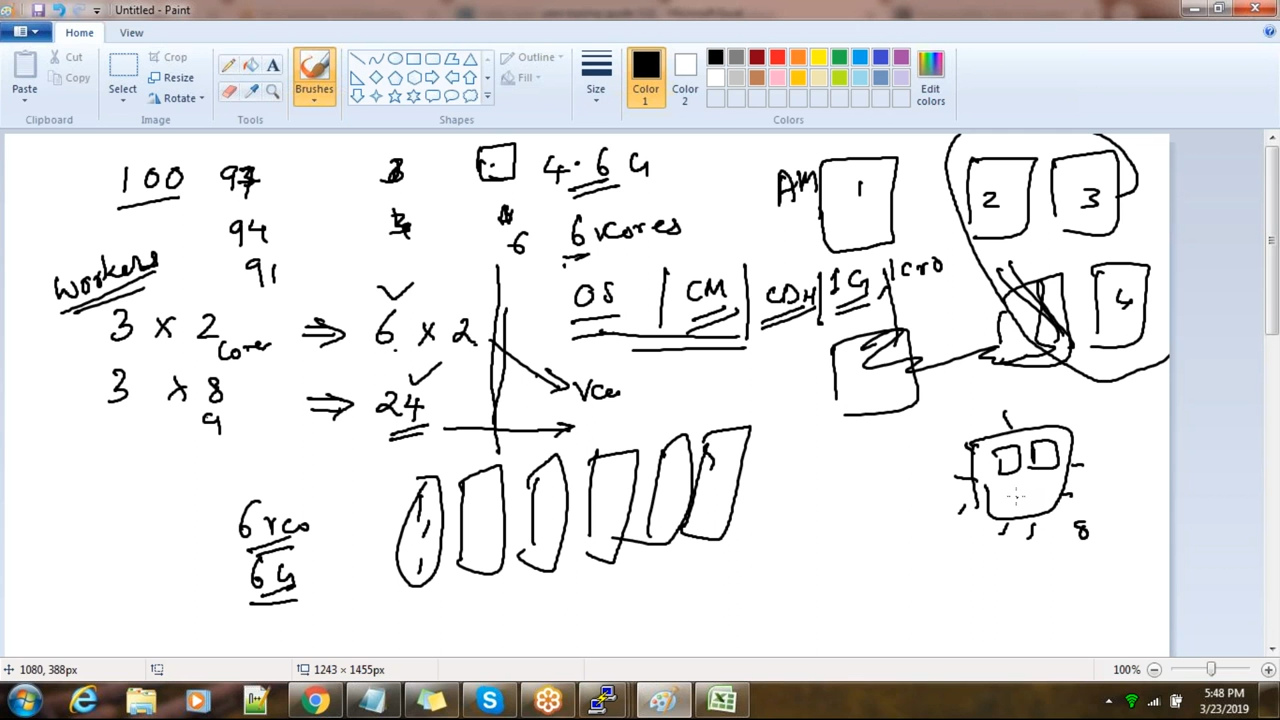 Untitled - Paint
Home
View
Paste
Cut
Copy
Clipboard
Select
Crop
Resize
Rotate
Image
Tools
Brushes
Outline
Fill
Shapes
Size
Color 1
Color 2
Edit colors
Colors
100
4.6 G
AM 1 2 3
94
6 6 vcores
Workers
91
OS CM CDH 1G
4
3 x 2 ⇒ 6 x 2
3 x 8 ⇒ 24
G
6 vco
6 G
8
1080, 388px
1243 × 1455px
100%
5:48 PM
3/23/2019